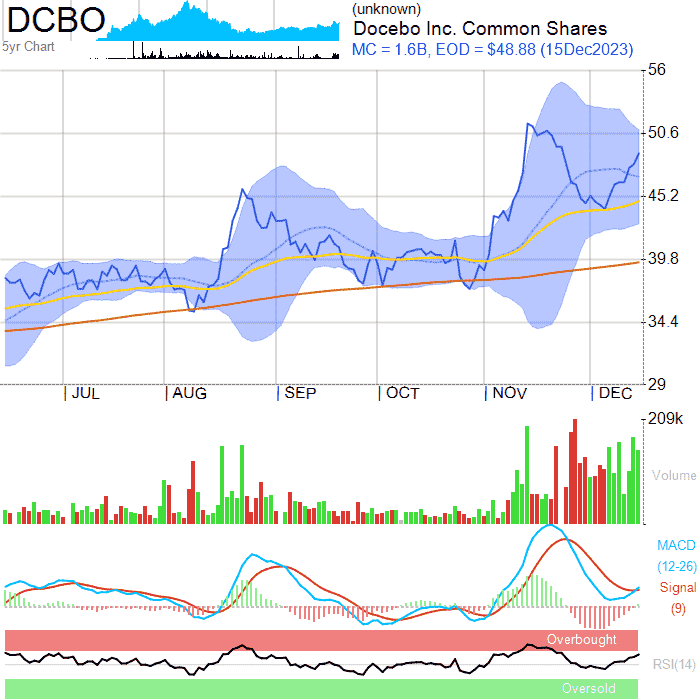 DCBO
5yr Chart
(unknown)
Docebo Inc. Common Shares
MC = 1.6B, EOD = $48.88 (15Dec2023)
56
50.6
45.2
39.8
34.4
29
JUL AUG SEP OCT NOV DEC
209k
Volume
MACD
(12-26)
Signal
(9)
Overbought
RSI(14)
Oversold